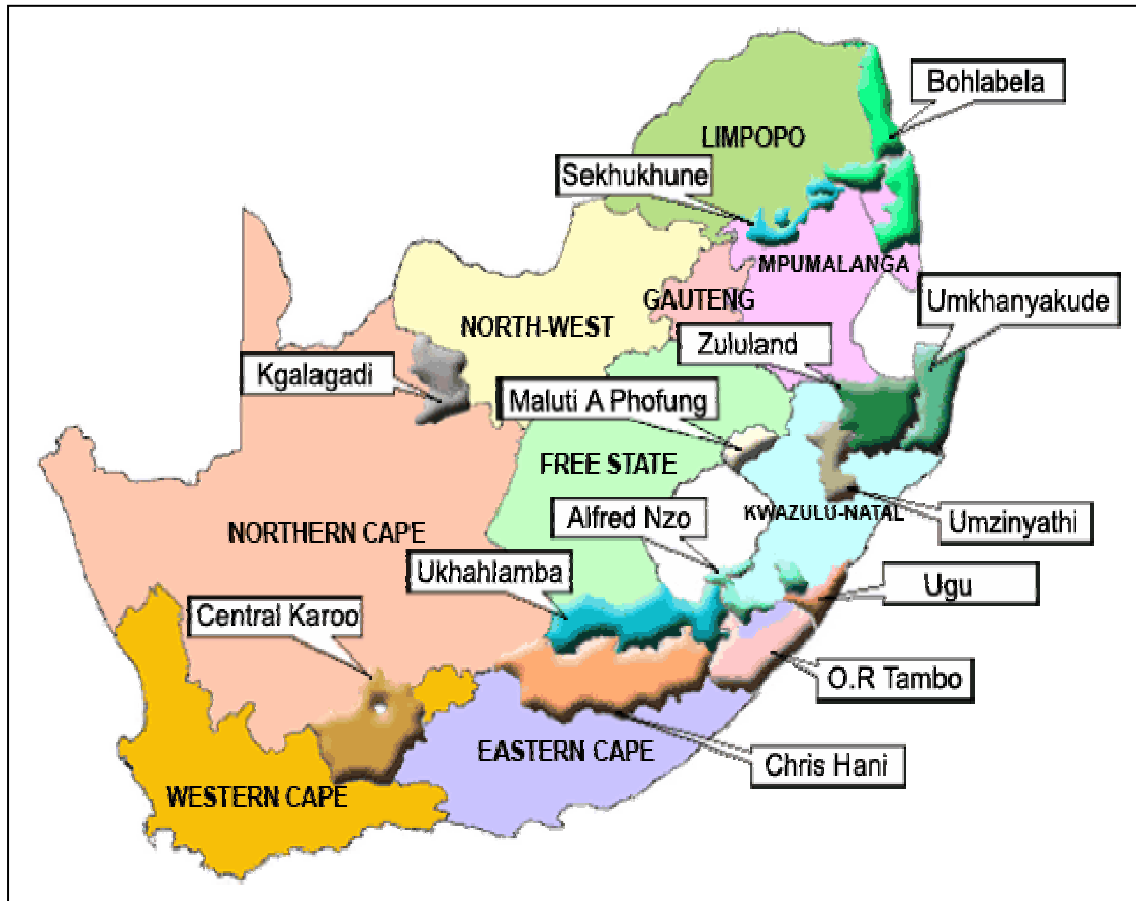 Bohlabela
LIMPOPO
Sekhukhune
MPUMALANGA
GAUTENG
Umkhanyakude
NORTH-WEST
Zululand
Kgalagadi
Maluti A Phofung
FREE STATE
Alfred Nzo
KWAZULU-NATAL
Umzinyathi
NORTHERN CAPE
Ukhahlamba
Ugu
Central Karoo
O.R Tambo
EASTERN CAPE
Chris Hani
WESTERN CAPE